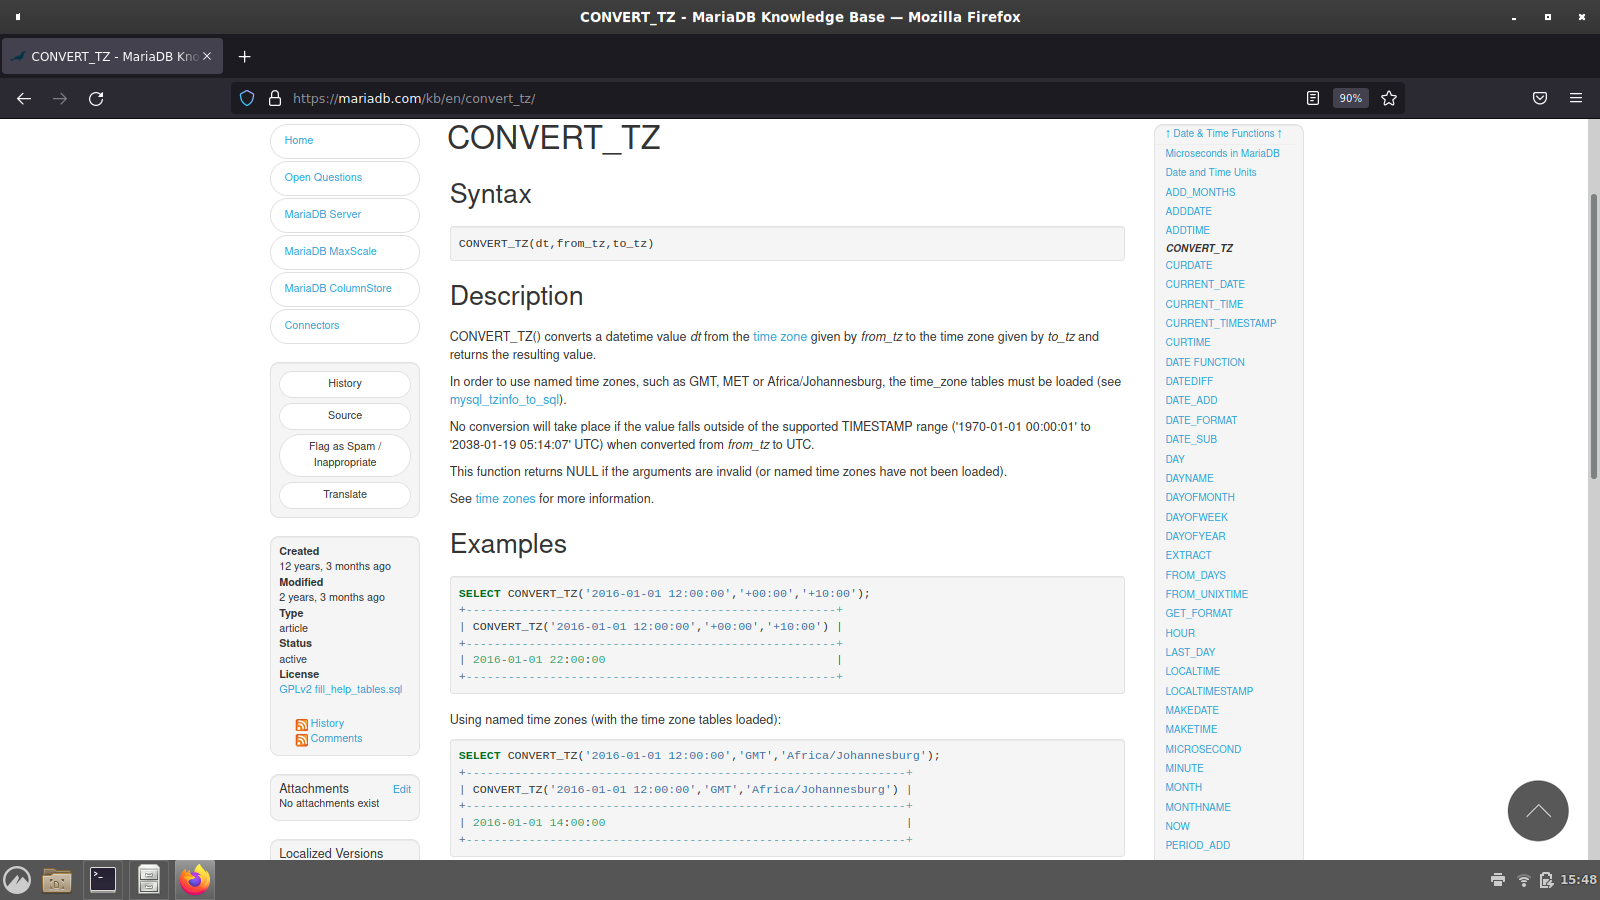 CONVERT_TZ - MariaDB Knowledge Base — Mozilla Firefox
CONVERT_TZ - MariaDB Kno
https://mariadb.com/kb/en/convert_tz/
90%
Home
Open Questions
MariaDB Server
MariaDB MaxScale
MariaDB ColumnStore
Connectors
History
Source
Flag as Spam /
Inappropriate
Translate
Created
12 years, 3 months ago
Modified
2 years, 3 months ago
Type
article
Status
active
License
GPLv2 fill_help_tables.sql
History
Comments
Attachments Edit
No attachments exist
Localized Versions
CONVERT_TZ
Syntax
CONVERT_TZ(dt,from_tz,to_tz)
Description
CONVERT_TZ() converts a datetime value dt from the time zone given by from_tz to the time zone given by to_tz and
returns the resulting value.
In order to use named time zones, such as GMT, MET or Africa/Johannesburg, the time_zone tables must be loaded (see
mysql_tzinfo_to_sql).
No conversion will take place if the value falls outside of the supported TIMESTAMP range ('1970-01-01 00:00:01' to
'2038-01-19 05:14:07' UTC) when converted from from_tz to UTC.
This function returns NULL if the arguments are invalid (or named time zones have not been loaded).
See time zones for more information.
Examples
SELECT CONVERT_TZ('2016-01-01 12:00:00','+00:00','+10:00');
+-----------------------------------------------------+
| CONVERT_TZ('2016-01-01 12:00:00','+00:00','+10:00') |
+-----------------------------------------------------+
| 2016-01-01 22:00:00                                 |
+-----------------------------------------------------+
Using named time zones (with the time zone tables loaded):
SELECT CONVERT_TZ('2016-01-01 12:00:00','GMT','Africa/Johannesburg');
+---------------------------------------------------------------+
| CONVERT_TZ('2016-01-01 12:00:00','GMT','Africa/Johannesburg') |
+---------------------------------------------------------------+
| 2016-01-01 14:00:00                                           |
+---------------------------------------------------------------+
↑ Date & Time Functions ↑
Microseconds in MariaDB
Date and Time Units
ADD_MONTHS
ADDDATE
ADDTIME
CONVERT_TZ
CURDATE
CURRENT_DATE
CURRENT_TIME
CURRENT_TIMESTAMP
CURTIME
DATE FUNCTION
DATEDIFF
DATE_ADD
DATE_FORMAT
DATE_SUB
DAY
DAYNAME
DAYOFMONTH
DAYOFWEEK
DAYOFYEAR
EXTRACT
FROM_DAYS
FROM_UNIXTIME
GET_FORMAT
HOUR
LAST_DAY
LOCALTIME
LOCALTIMESTAMP
MAKEDATE
MAKETIME
MICROSECOND
MINUTE
MONTH
MONTHNAME
NOW
PERIOD_ADD
15:48